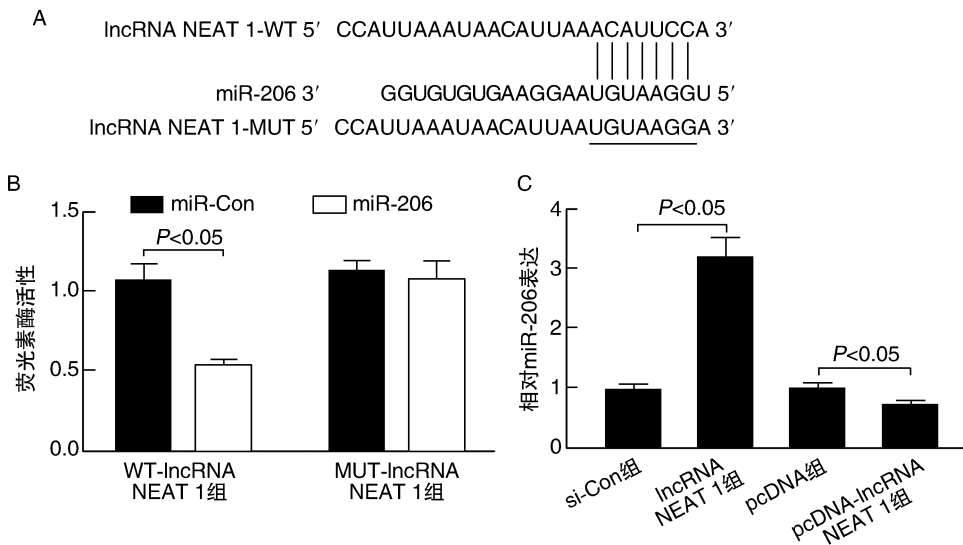 A
lncRNA NEAT 1-WT 5′ CCAUUAAAUAACAUUAAACAUUCCA 3′
miR-206 3′ GGUGUGUGAAGGAAUGUAAGGU 5′
lncRNA NEAT 1-MUT 5′ CCAUUAAAUAACAUUAAUGUAAGGA 3′
B
miR-Con miR-206
荧光素酶活性
1.5
1.0
0.5
0.0
P<0.05
WT-lncRNA
NEAT 1组
MUT-lncRNA
NEAT 1组
C
相对miR-206表达
4
3
2
1
0
P<0.05
P<0.05
si-Con组
lncRNA
NEAT 1组
pcDNA组
pcDNA-lncRNA
NEAT 1组